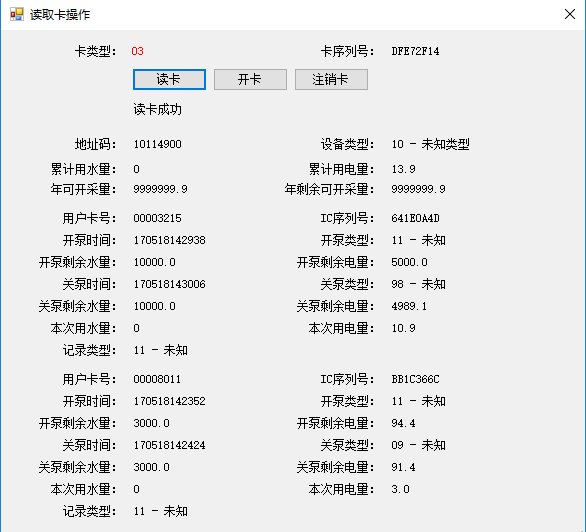 读取卡操作
卡类型： 03 卡序列号： DFE72F14
读卡 开卡 注销卡
读卡成功
地址码： 10114900 设备类型： 10 - 未知类型
累计用水量： 0 累计用电量： 13.9
年可开采量： 9999999.9 年剩余可开采量： 9999999.9
用户卡号： 00003215 IC序列号： 641E0A4D
开泵时间： 170518142938 开泵类型： 11 - 未知
开泵剩余水量： 10000.0 开泵剩余电量： 5000.0
关泵时间： 170518143006 关泵类型： 98 - 未知
关泵剩余水量： 10000.0 关泵剩余电量： 4989.1
本次用水量： 0 本次用电量： 10.9
记录类型： 11 - 未知
用户卡号： 00008011 IC序列号： BB1C366C
开泵时间： 170518142352 开泵类型： 11 - 未知
开泵剩余水量： 3000.0 开泵剩余电量： 94.4
关泵时间： 170518142424 关泵类型： 09 - 未知
关泵剩余水量： 3000.0 关泵剩余电量： 91.4
本次用水量： 0 本次用电量： 3.0
记录类型： 11 - 未知